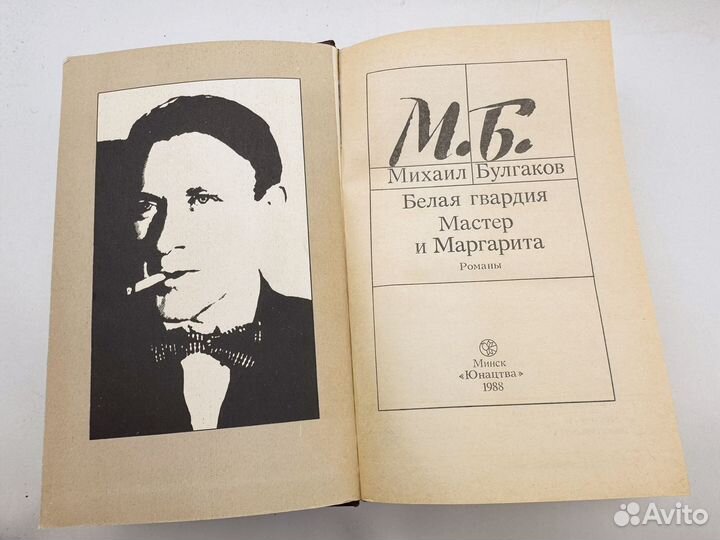 М.Б.
Михаил Булгаков
Белая гвардия
Мастер
и Маргарита
Романы
Минск
«Юнацтва»
1988
Avito